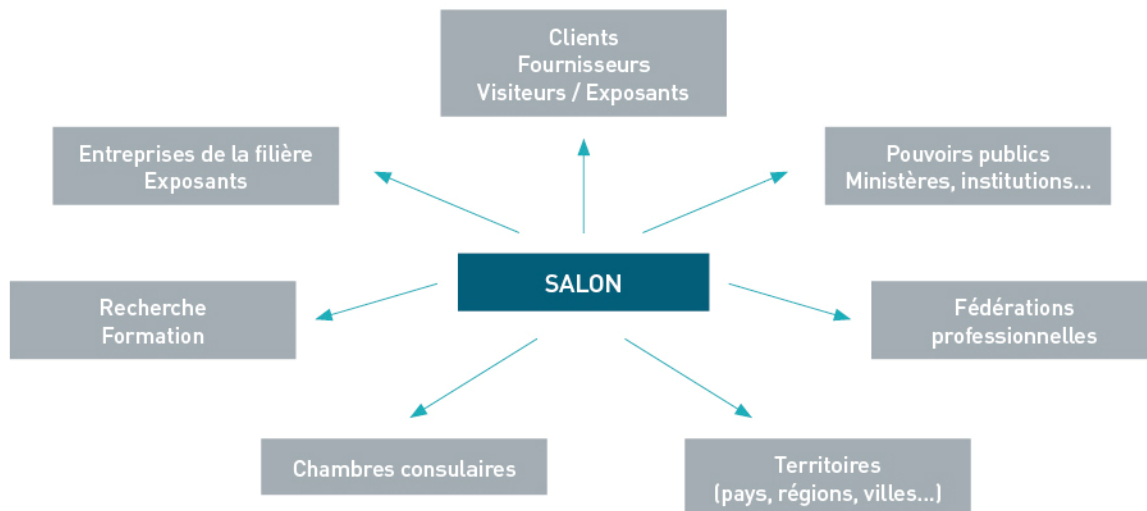 Clients
Fournisseurs
Visiteurs / Exposants
Entreprises de la filière
Exposants
Pouvoirs publics
Ministères, institutions...
SALON
Recherche
Formation
Fédérations
professionnelles
Chambres consulaires
Territoires
(pays, régions, villes...)